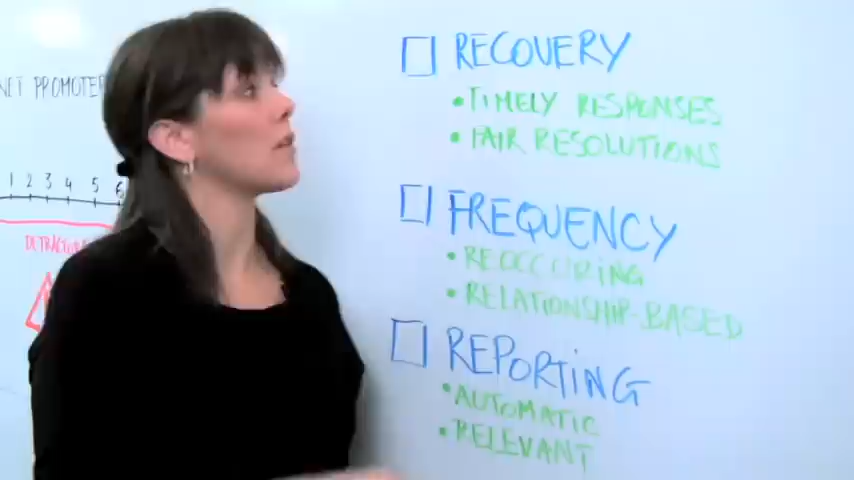 NET PROMOTER
1 2 3 4 5 6
DETRACTORS
RECOVERY
• TIMELY RESPONSES
• FAIR RESOLUTIONS
FREQUENCY
• REOCCURING
• RELATIONSHIP-BASED
REPORTING
• AUTOMATIC
• RELEVANT